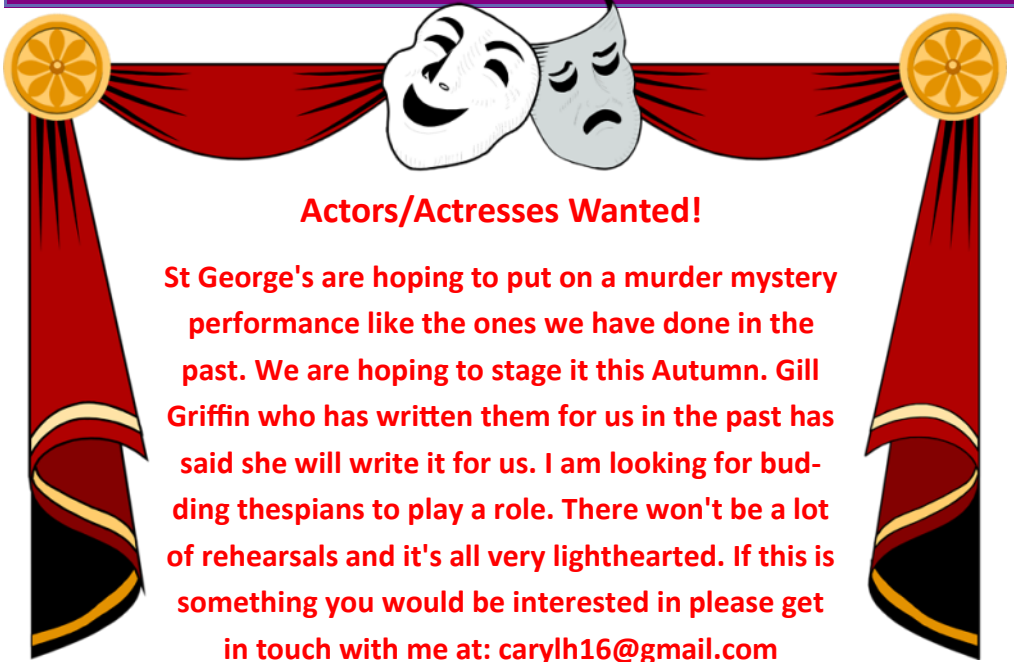 Actors/Actresses Wanted!
St George's are hoping to put on a murder mystery
performance like the ones we have done in the
past. We are hoping to stage it this Autumn. Gill
Griffin who has written them for us in the past has
said she will write it for us. I am looking for bud-
ding thespians to play a role. There won't be a lot
of rehearsals and it's all very lighthearted. If this is
something you would be interested in please get
in touch with me at: carylh16@gmail.com